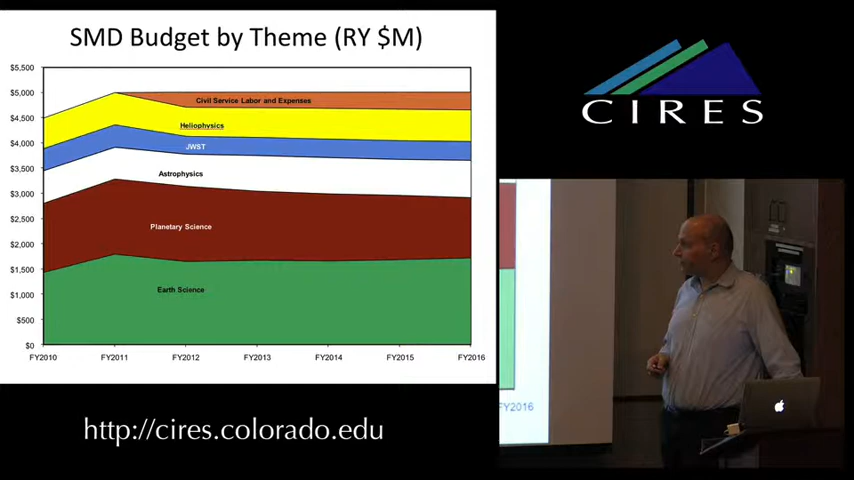 SMD Budget by Theme (RY $M)
$5,500
$5,000
$4,500
$4,000
$3,500
$3,000
$2,500
$2,000
$1,500
$1,000
$500
$0
Civil Service Labor and Expenses
Heliophysics
JWST
Astrophysics
Planetary Science
Earth Science
FY2010 FY2011 FY2012 FY2013 FY2014 FY2015 FY2016
CIRES
FY2016
http://cires.colorado.edu